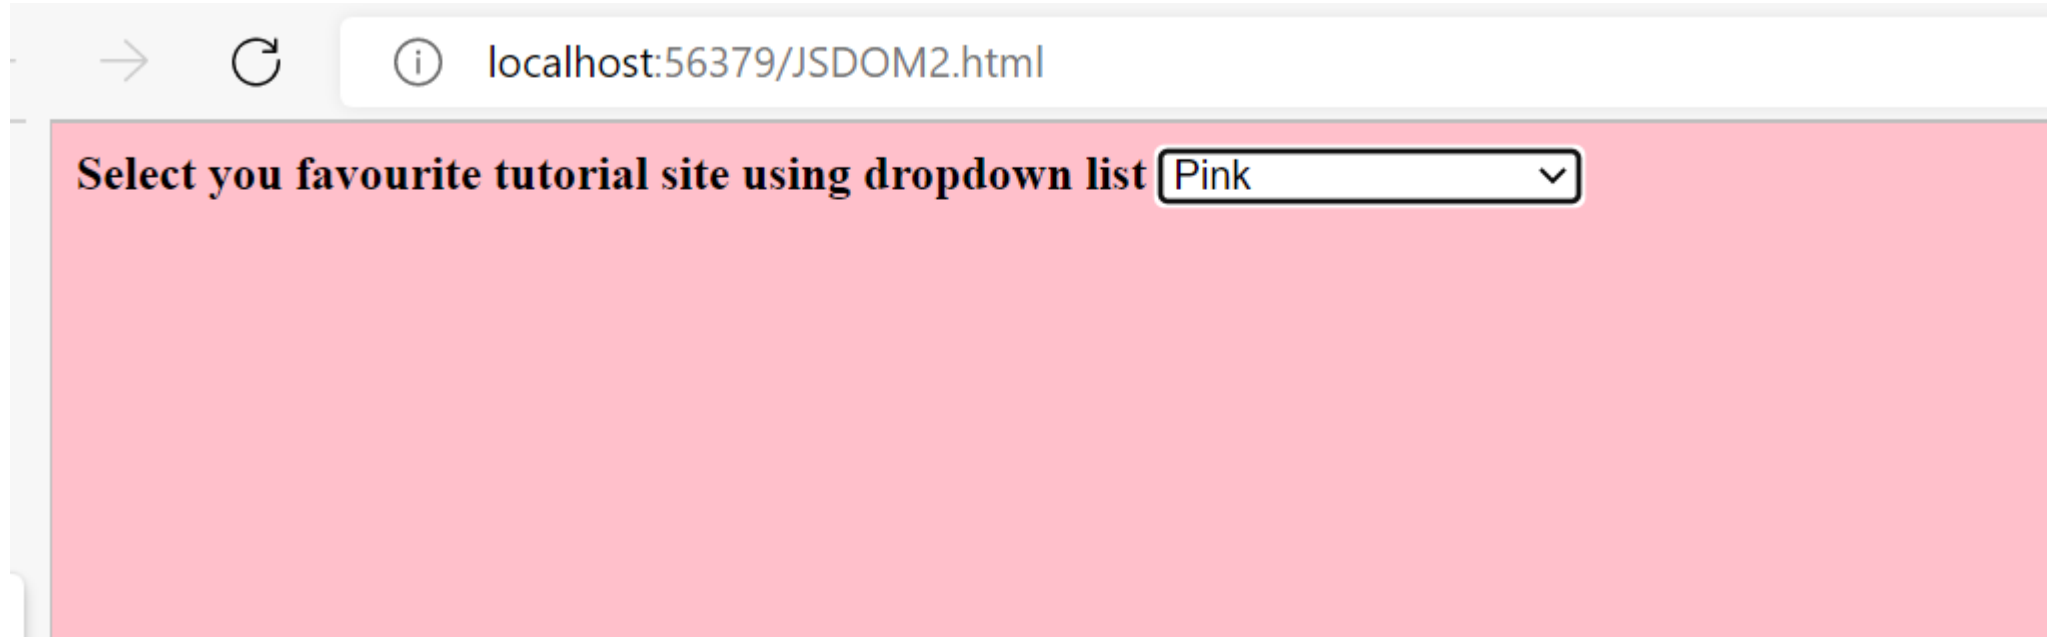 localhost:56379/JSDOM2.html
Select you favourite tutorial site using dropdown list Pink